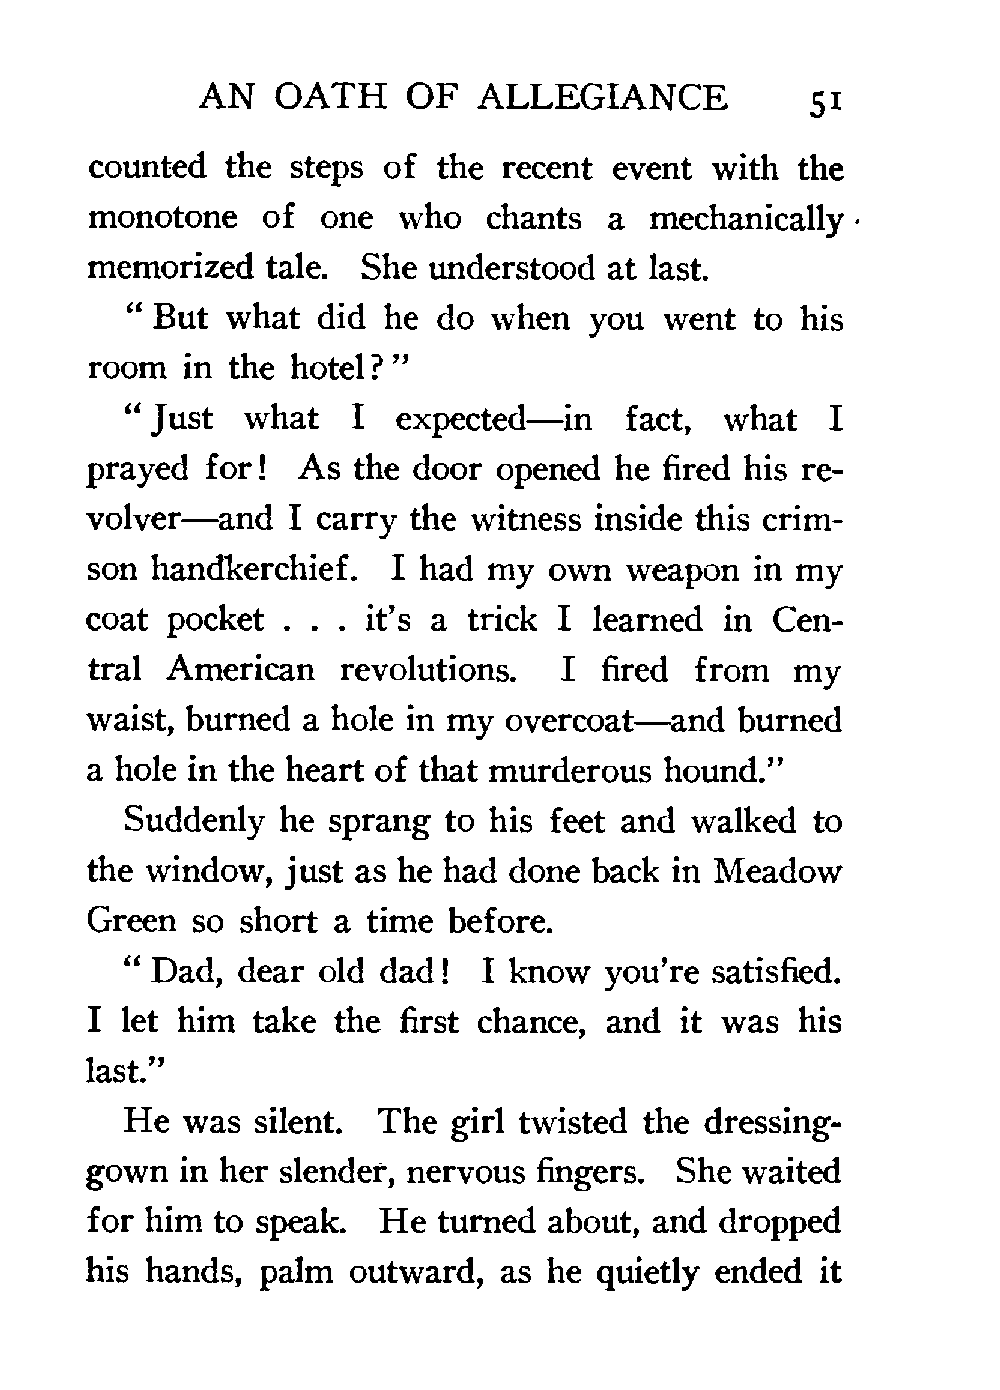 AN OATH OF ALLEGIANCE 51
counted the steps of the recent event with the
monotone of one who chants a mechanically
memorized tale. She understood at last.
“ But what did he do when you went to his
room in the hotel? ”
“ Just what I expected—in fact, what I
prayed for! As the door opened he fired his re-
volver—and I carry the witness inside this crim-
son handkerchief. I had my own weapon in my
coat pocket . . . it’s a trick I learned in Cen-
tral American revolutions. I fired from my
waist, burned a hole in my overcoat—and burned
a hole in the heart of that murderous hound.”
Suddenly he sprang to his feet and walked to
the window, just as he had done back in Meadow
Green so short a time before.
“ Dad, dear old dad! I know you’re satisfied.
I let him take the first chance, and it was his
last.”
He was silent. The girl twisted the dressing-
gown in her slender, nervous fingers. She waited
for him to speak. He turned about, and dropped
his hands, palm outward, as he quietly ended it